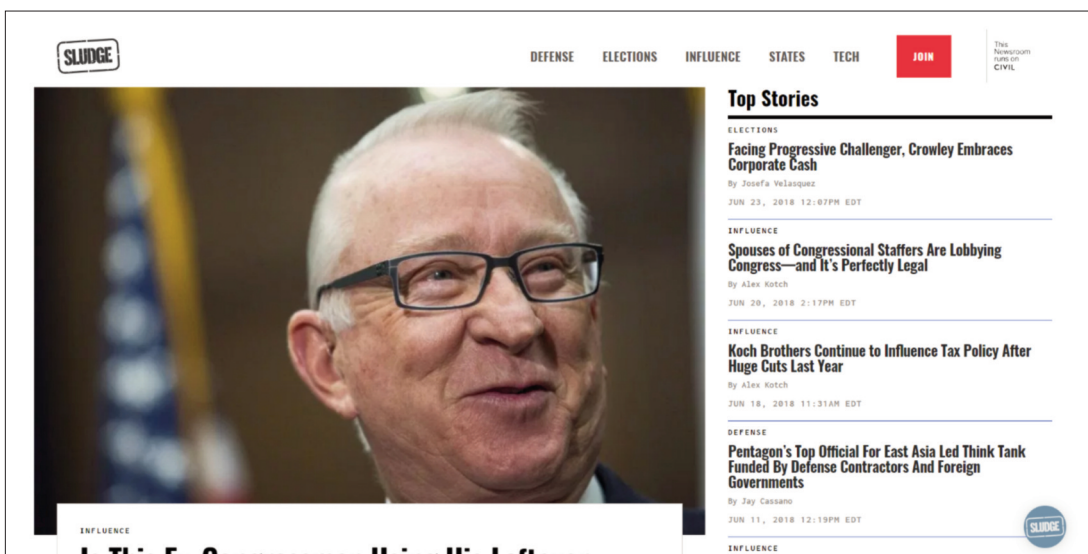 SLUDGE
DEFENSE ELECTIONS INFLUENCE STATES TECH JOIN
This
Newsroom
runs on
CIVIL
Top Stories
ELECTIONS
Facing Progressive Challenger, Crowley Embraces
Corporate Cash
By Josefa Velasquez
JUN 23, 2018 12:07PM EDT
INFLUENCE
Spouses of Congressional Staffers Are Lobbying
Congress—and It's Perfectly Legal
By Alex Kotch
JUN 20, 2018 2:17PM EDT
INFLUENCE
Koch Brothers Continue to Influence Tax Policy After
Huge Cuts Last Year
By Alex Kotch
JUN 18, 2018 11:31AM EDT
DEFENSE
Pentagon's Top Official For East Asia Led Think Tank
Funded By Defense Contractors And Foreign
Governments
By Jay Cassano
JUN 11, 2018 12:19PM EDT
SLUDGE
INFLUENCE
INFLUENCE